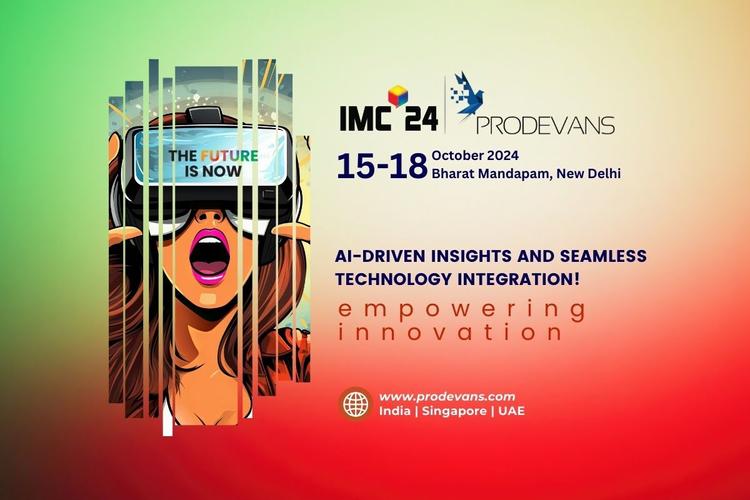 THE FUTURE
IS NOW
IMC 24
PRODEVANS
15-18 October 2024
Bharat Mandapam, New Delhi
AI-DRIVEN INSIGHTS AND SEAMLESS
TECHNOLOGY INTEGRATION!
empowering
innovation
www.prodevans.com
India | Singapore | UAE